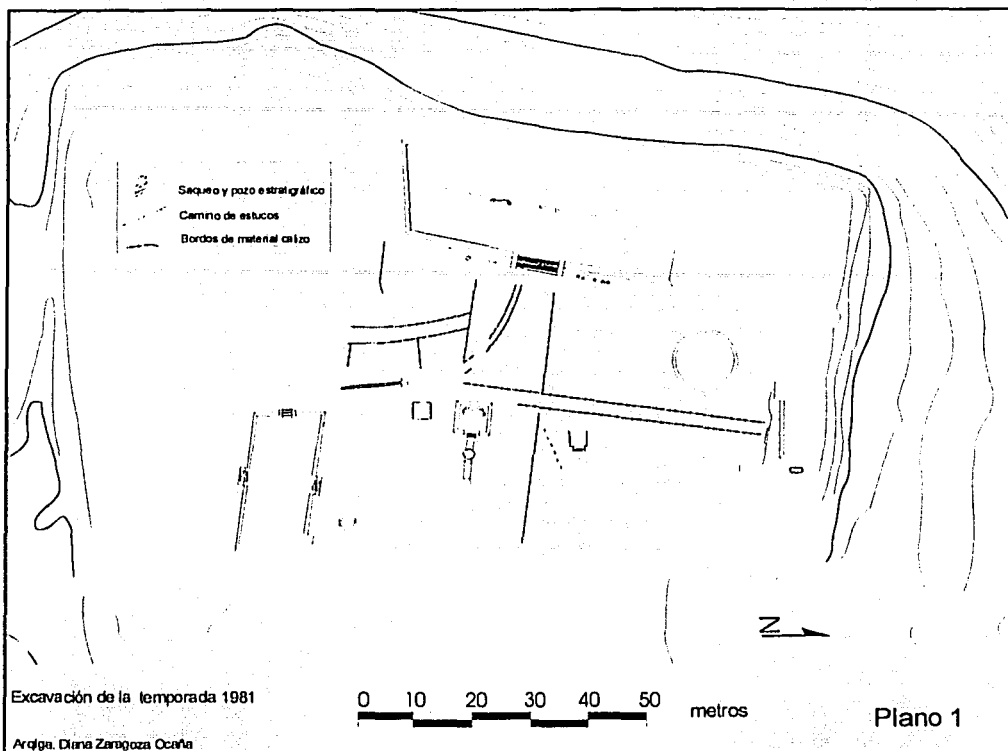 Saqueo y pozo estratigráfico
Camino de estucos
Bordos de material calizo
N
Excavación de la temporada 1981
0 10 20 30 40 50
metros
Plano 1
Arqlga. Diana Zaragoza Ocaña